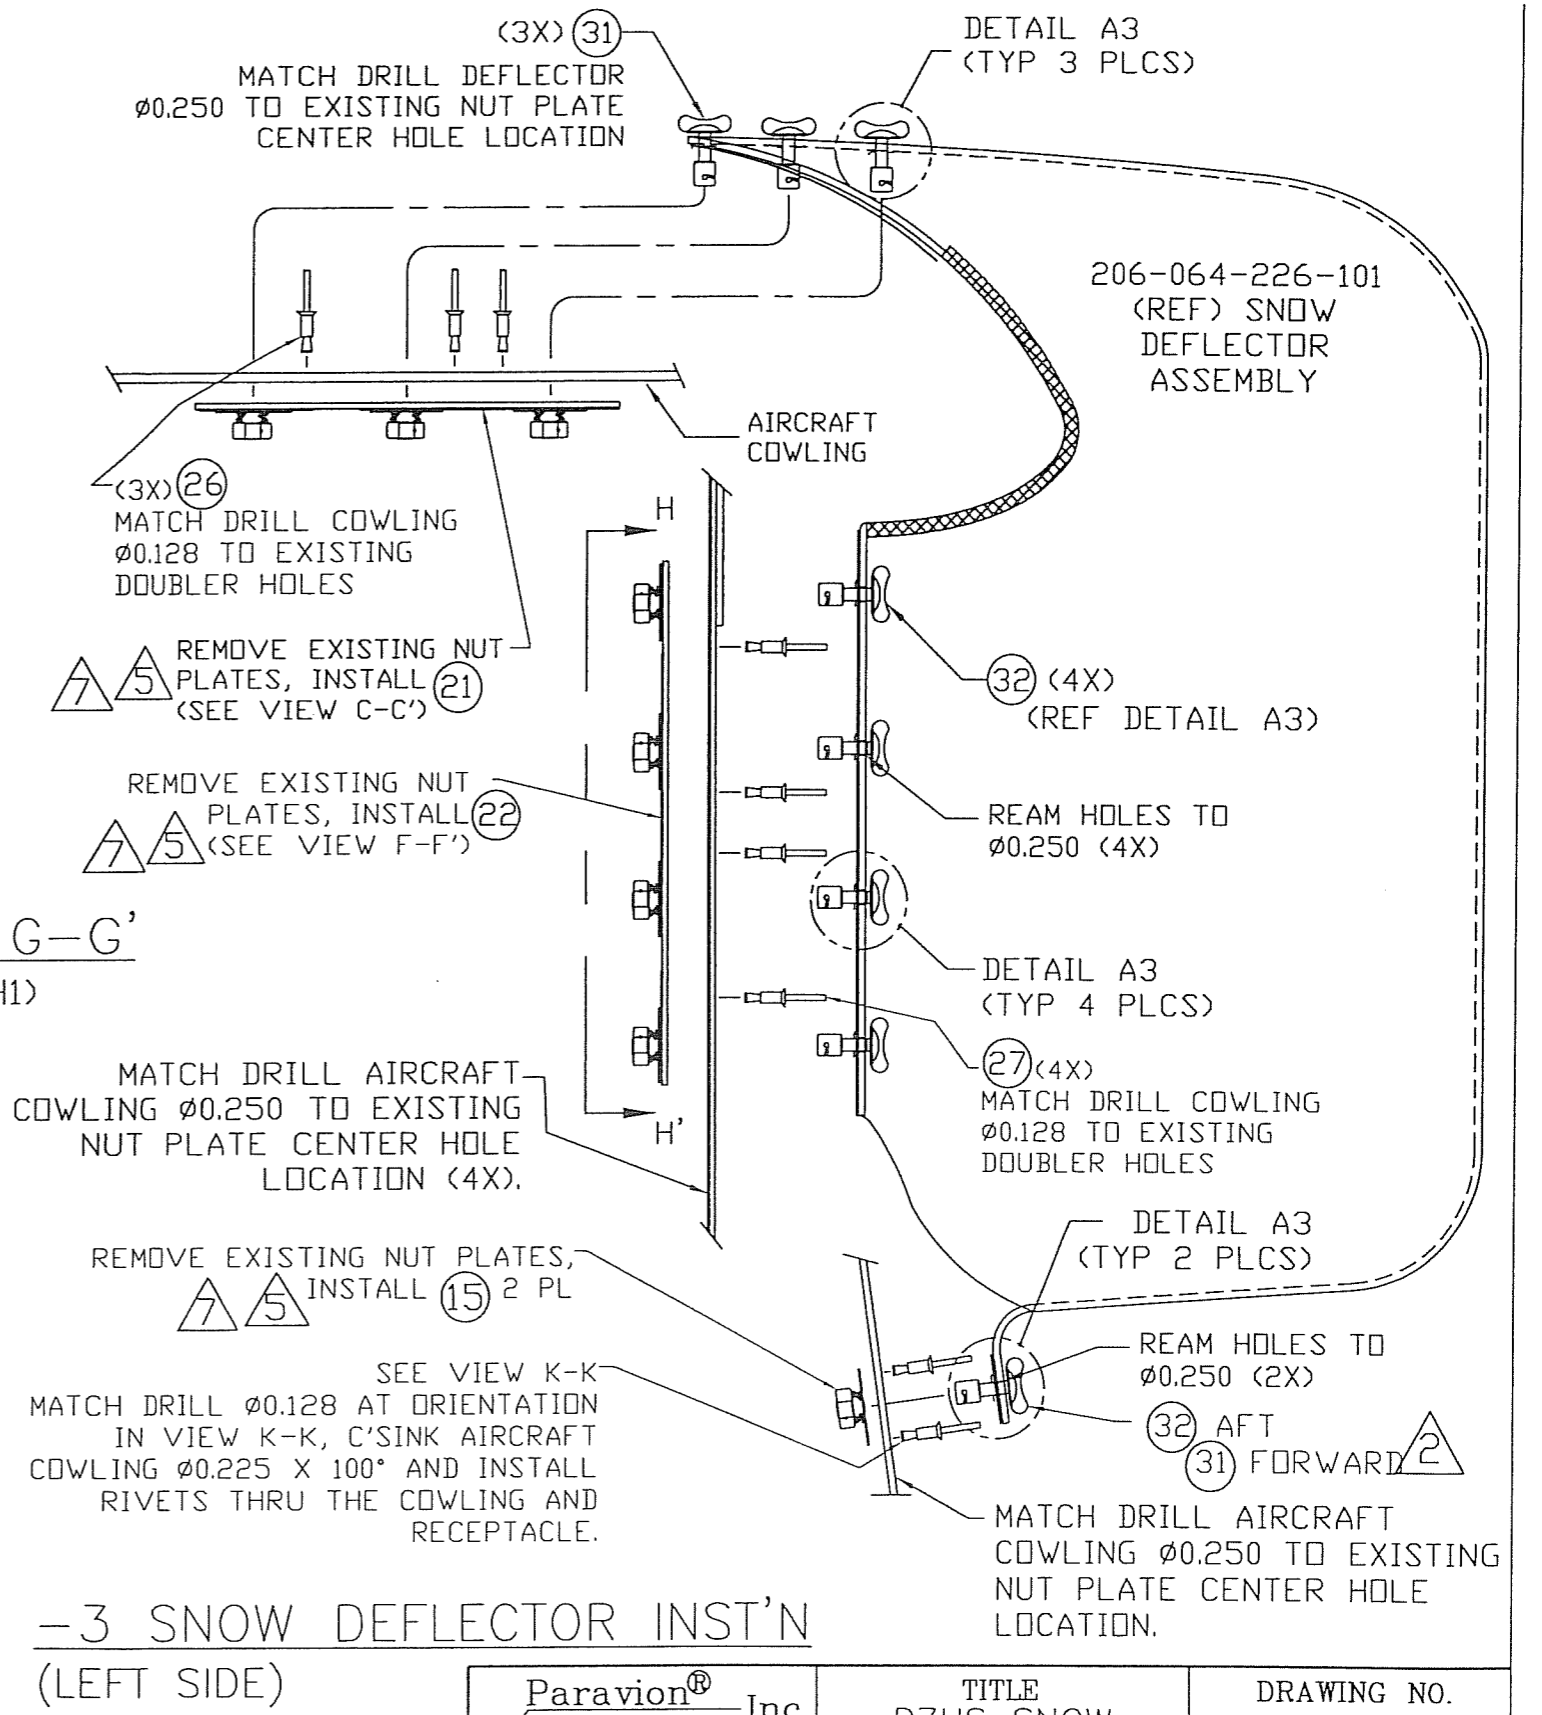 (3X) 31
MATCH DRILL DEFLECTOR
Ø0.250 TO EXISTING NUT PLATE
CENTER HOLE LOCATION
DETAIL A3
(TYP 3 PLCS)
206-064-226-101
(REF) SNOW
DEFLECTOR
ASSEMBLY
AIRCRAFT
COWLING
(3X) 26
MATCH DRILL COWLING
Ø0.128 TO EXISTING
DOUBLER HOLES
H
REMOVE EXISTING NUT
7 5 PLATES, INSTALL 21
(SEE VIEW C-C')
32 (4X)
(REF DETAIL A3)
REMOVE EXISTING NUT
PLATES, INSTALL 22
7 5 (SEE VIEW F-F')
REAM HOLES TO
Ø0.250 (4X)
G-G'
H1)
DETAIL A3
(TYP 4 PLCS)
27 (4X)
MATCH DRILL COWLING
Ø0.128 TO EXISTING
DOUBLER HOLES
MATCH DRILL AIRCRAFT
COWLING Ø0.250 TO EXISTING
NUT PLATE CENTER HOLE
LOCATION (4X).
H'
DETAIL A3
(TYP 2 PLCS)
REMOVE EXISTING NUT PLATES,
7 5 INSTALL 15 2 PL
REAM HOLES TO
Ø0.250 (2X)
SEE VIEW K-K
MATCH DRILL Ø0.128 AT ORIENTATION
IN VIEW K-K, C'SINK AIRCRAFT
COWLING Ø0.225 X 100° AND INSTALL
RIVETS THRU THE COWLING AND
RECEPTACLE.
32 AFT
31 FORWARD 2
MATCH DRILL AIRCRAFT
COWLING Ø0.250 TO EXISTING
NUT PLATE CENTER HOLE
LOCATION.
-3 SNOW DEFLECTOR INST'N
(LEFT SIDE)
Paravion®
Inc
TITLE
DZUS SNOW
DRAWING NO.